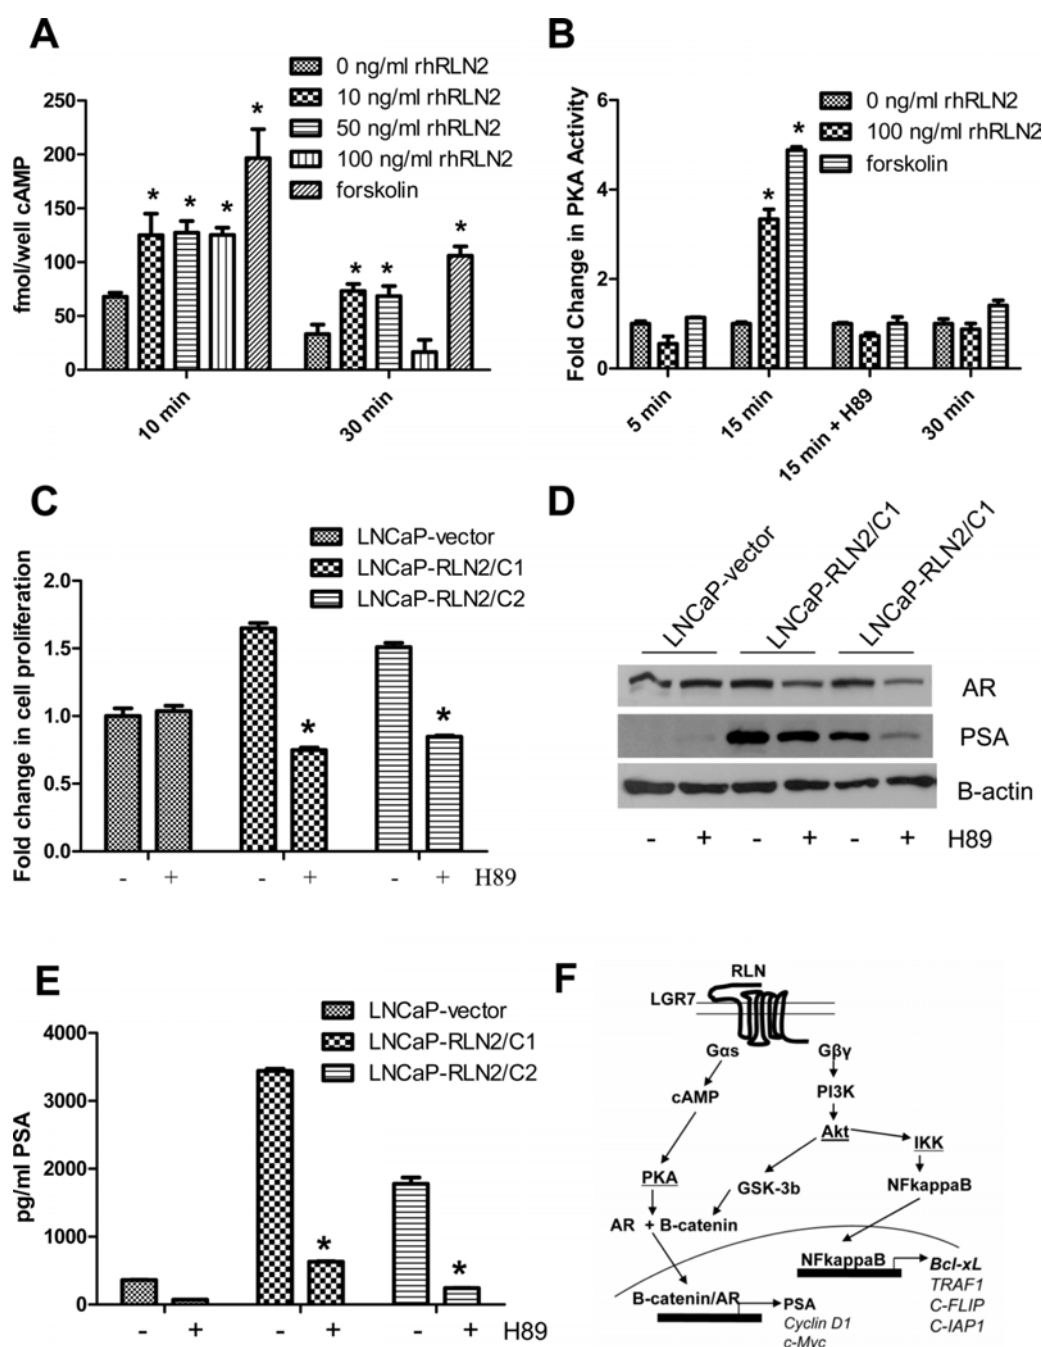 A
0 ng/ml rhRLN2
10 ng/ml rhRLN2
50 ng/ml rhRLN2
100 ng/ml rhRLN2
forskolin
fmol/well cAMP
250
200
150
100
50
0
* * * * * * *
10 min 30 min
B
0 ng/ml rhRLN2
100 ng/ml rhRLN2
forskolin
Fold Change in PKA Activity
6
4
2
0
* *
5 min 15 min 15 min + H89 30 min
C
LNCaP-vector
LNCaP-RLN2/C1
LNCaP-RLN2/C2
Fold change in cell proliferation
2.0
1.5
1.0
0.5
0.0
* *
- + - + - + H89
D
LNCaP-vector LNCaP-RLN2/C1 LNCaP-RLN2/C1
AR
PSA
B-actin
- + - + - + H89
E
LNCaP-vector
LNCaP-RLN2/C1
LNCaP-RLN2/C2
pg/ml PSA
4000
3000
2000
1000
0
* *
- + - + - + H89
F
RLN
LGR7
Gαs Gβγ
cAMP PI3K
Akt IKK
PKA GSK-3b NFkappaB
AR + B-catenin
NFkappaB Bcl-xL
TRAF1
C-FLIP
C-IAP1
B-catenin/AR PSA
Cyclin D1
c-Myc